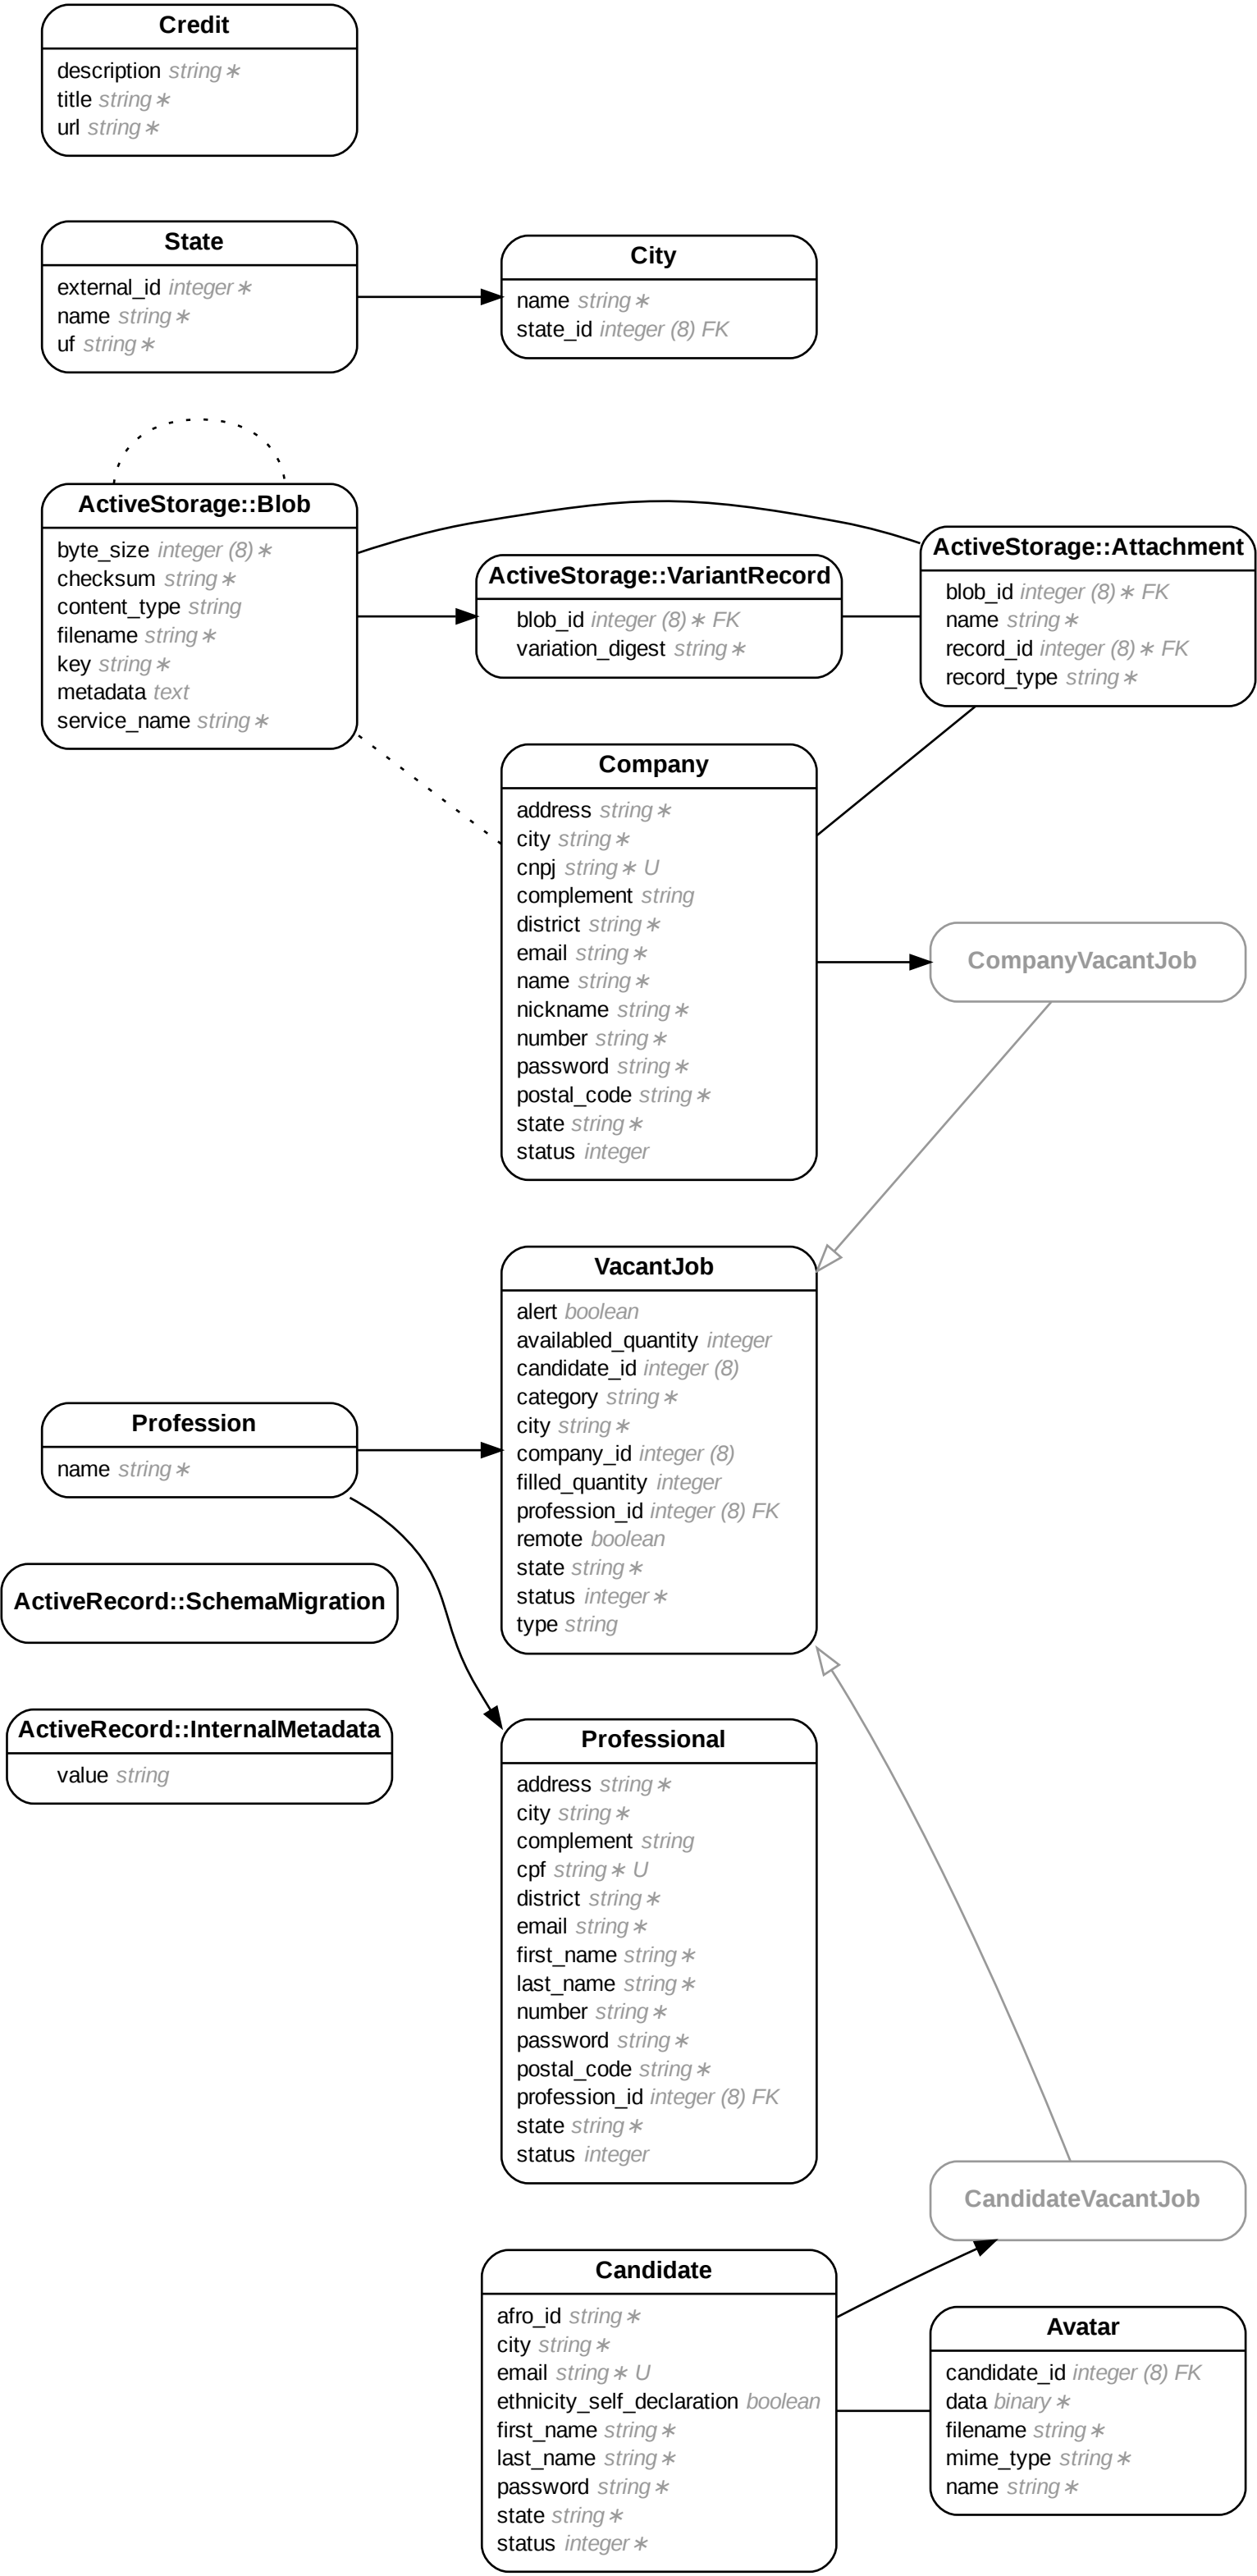 Credit
description string∗
title string∗
url string∗
State
external_id integer∗
name string∗
uf string∗
City
name string∗
state_id integer (8) FK
ActiveStorage::Blob
byte_size integer (8)∗
checksum string∗
content_type string
filename string∗
key string∗
metadata text
service_name string∗
ActiveStorage::VariantRecord
blob_id integer (8)∗ FK
variation_digest string∗
ActiveStorage::Attachment
blob_id integer (8)∗ FK
name string∗
record_id integer (8)∗ FK
record_type string∗
Company
address string∗
city string∗
cnpj string∗ U
complement string
district string∗
email string∗
name string∗
nickname string∗
number string∗
password string∗
postal_code string∗
state string∗
status integer
CompanyVacantJob
VacantJob
alert boolean
availabled_quantity integer
candidate_id integer (8)
category string∗
city string∗
company_id integer (8)
filled_quantity integer
profession_id integer (8) FK
remote boolean
state string∗
status integer∗
type string
Profession
name string∗
ActiveRecord::SchemaMigration
ActiveRecord::InternalMetadata
value string
Professional
address string∗
city string∗
complement string
cpf string∗ U
district string∗
email string∗
first_name string∗
last_name string∗
number string∗
password string∗
postal_code string∗
profession_id integer (8) FK
state string∗
status integer
CandidateVacantJob
Candidate
afro_id string∗
city string∗
email string∗ U
ethnicity_self_declaration boolean
first_name string∗
last_name string∗
password string∗
state string∗
status integer∗
Avatar
candidate_id integer (8) FK
data binary∗
filename string∗
mime_type string∗
name string∗